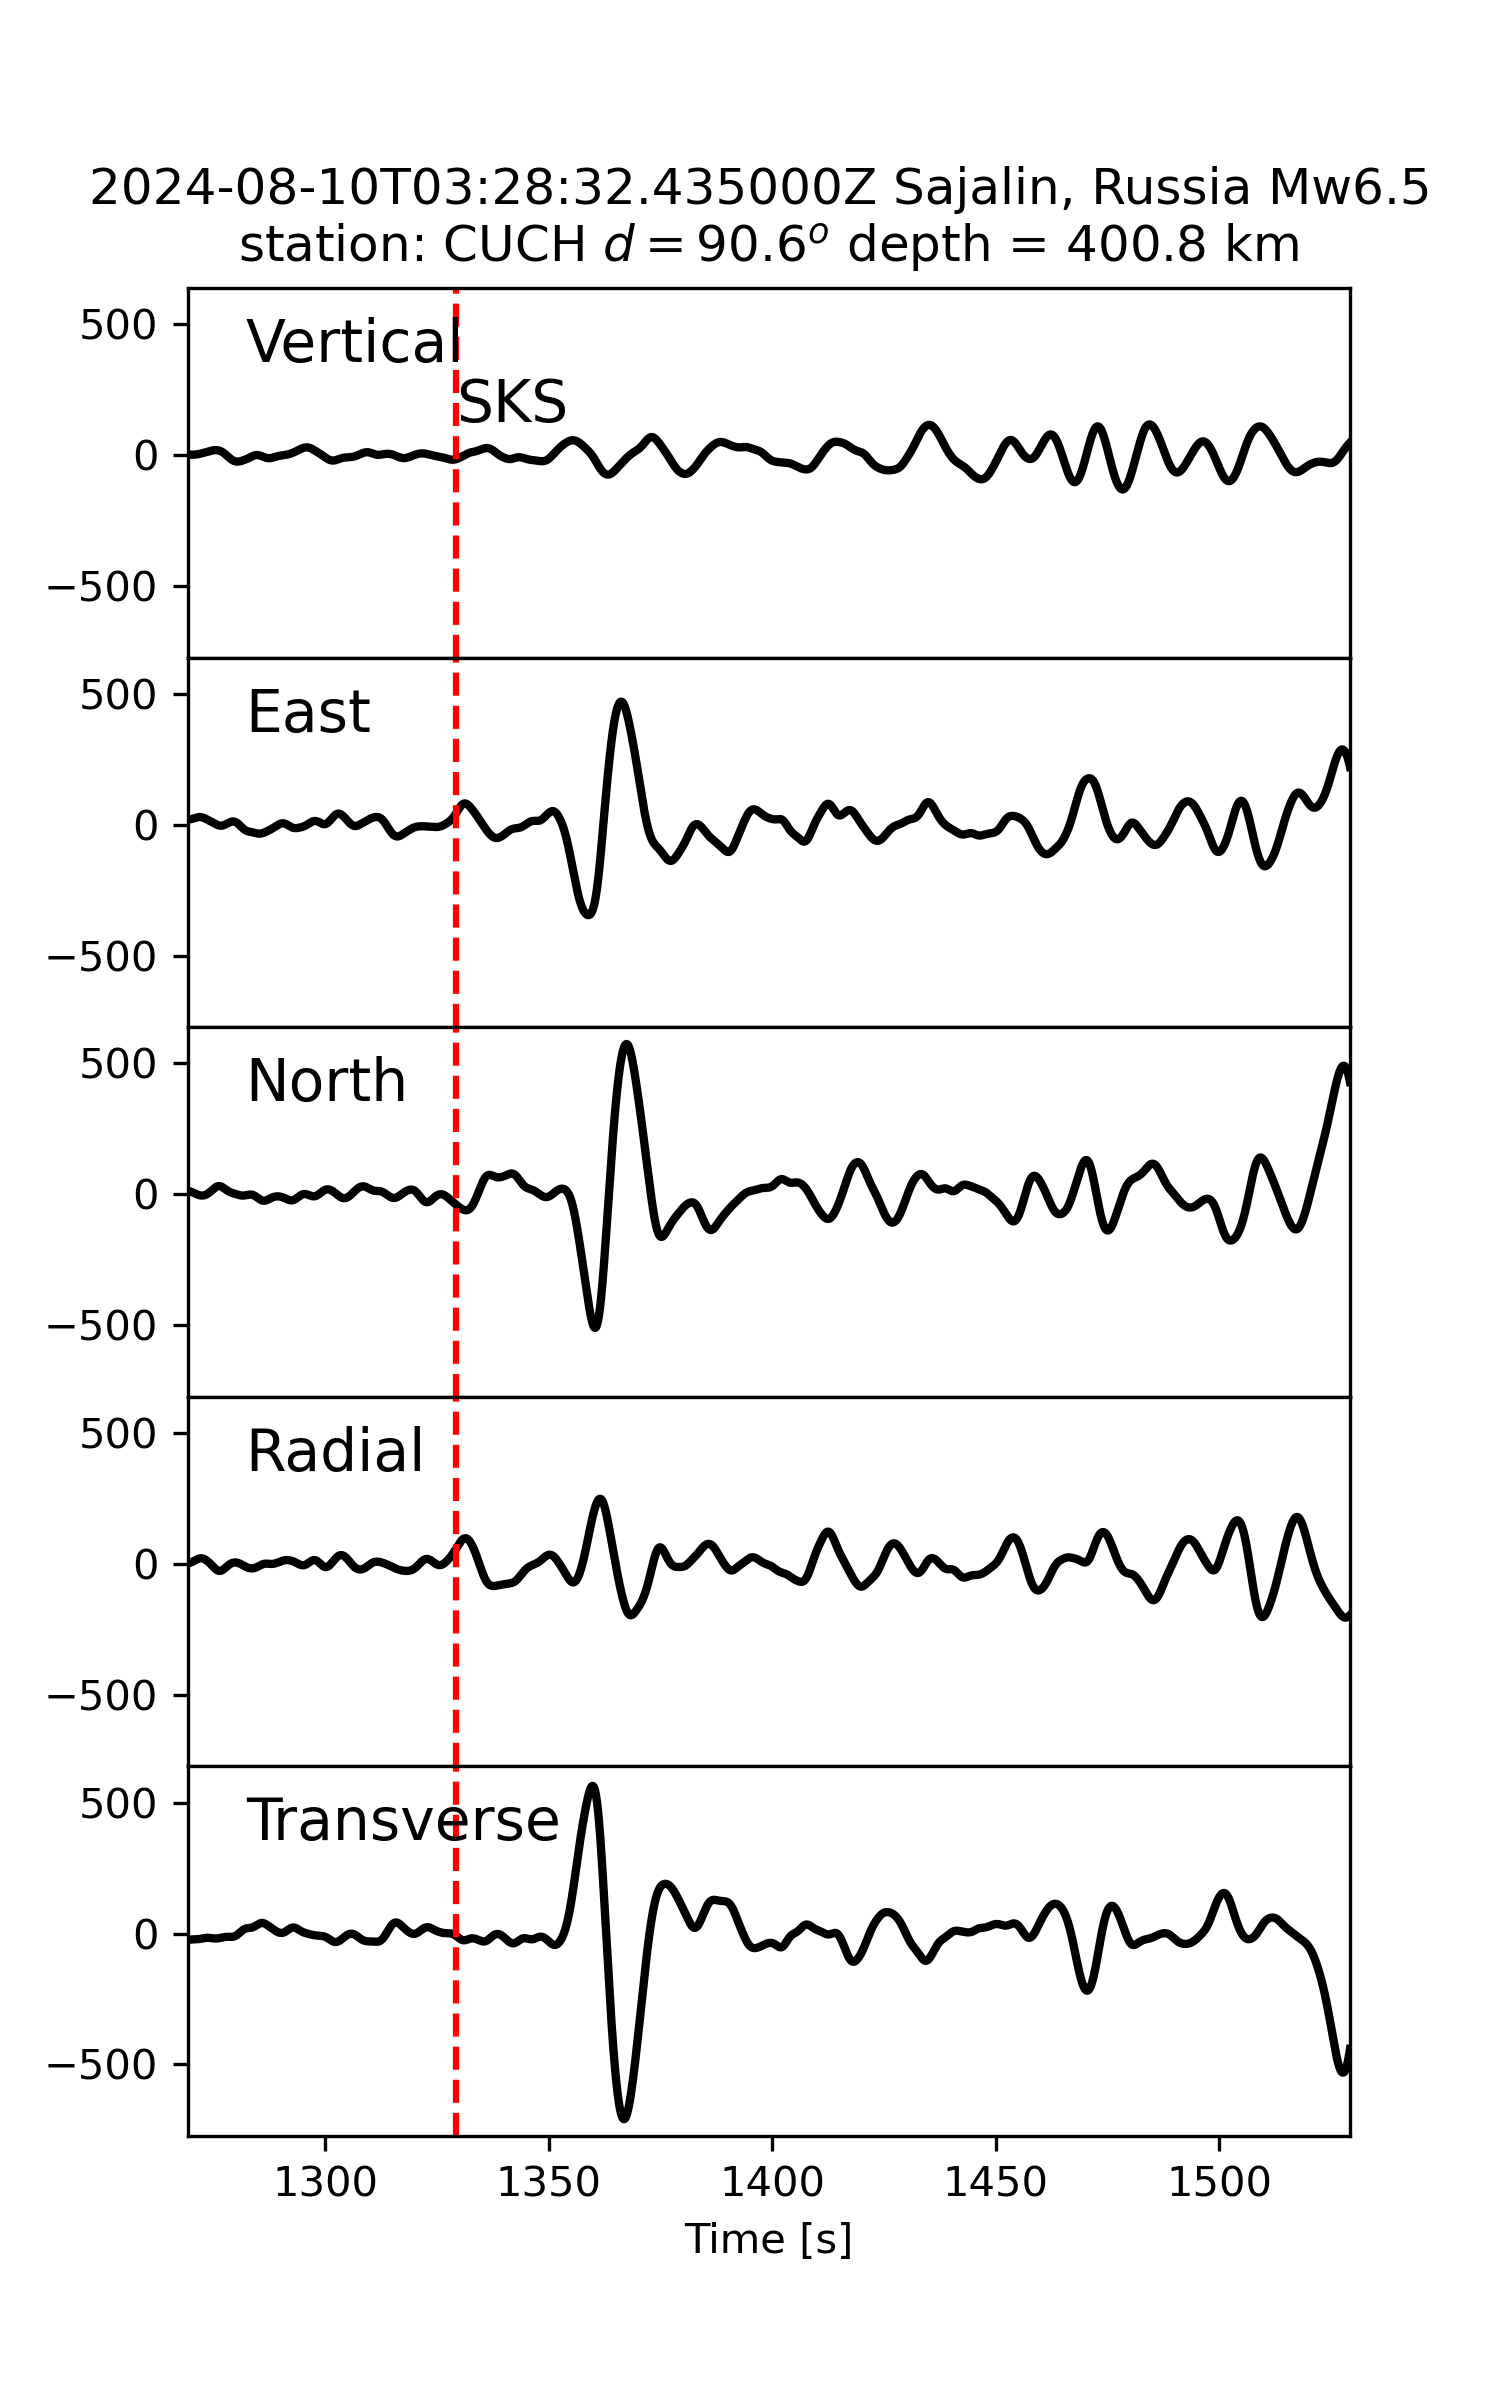 2024-08-10T03:28:32.435000Z Sajalin, Russia Mw6.5
station: CUCH d = 90.6° depth = 400.8 km
500
Vertical
SKS
0
−500
500
East
0
−500
500
North
0
−500
500
Radial
0
−500
500
Transverse
0
−500
1300 1350 1400 1450 1500
Time [s]